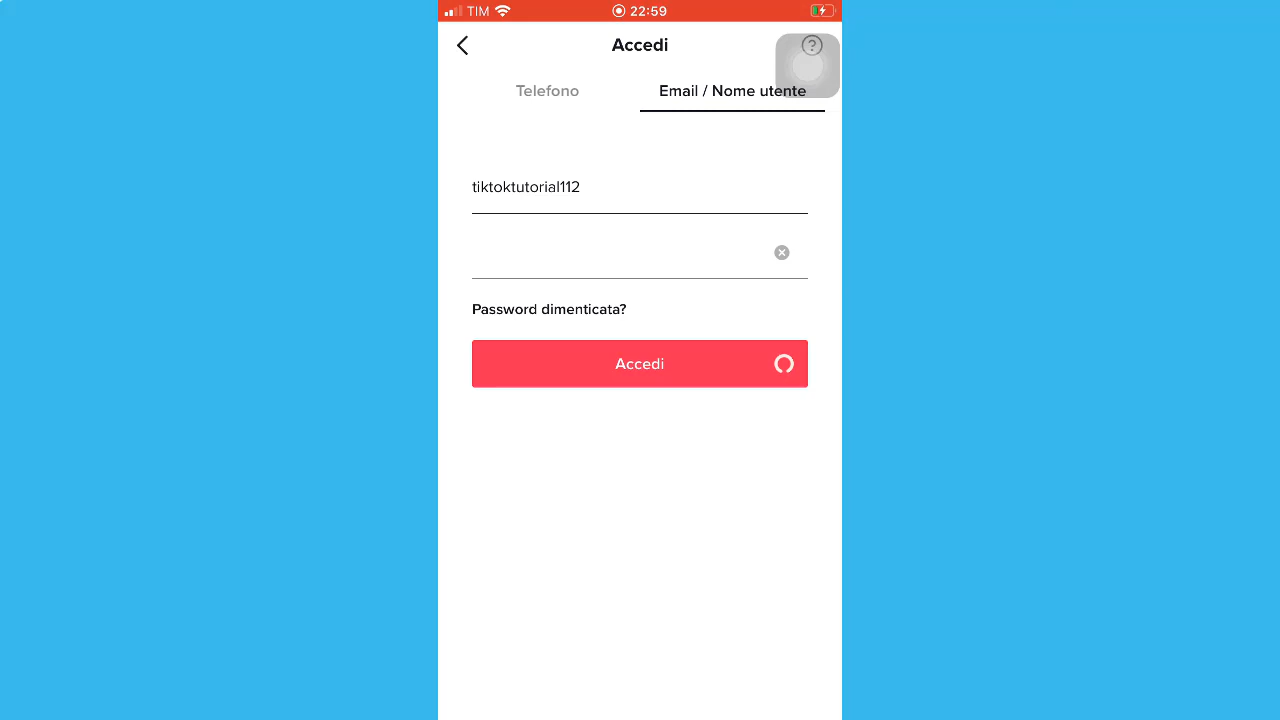 TIM 22:59
Accedi ?
Telefono Email / Nome utente
tiktoktutorial112
Password dimenticata?
Accedi